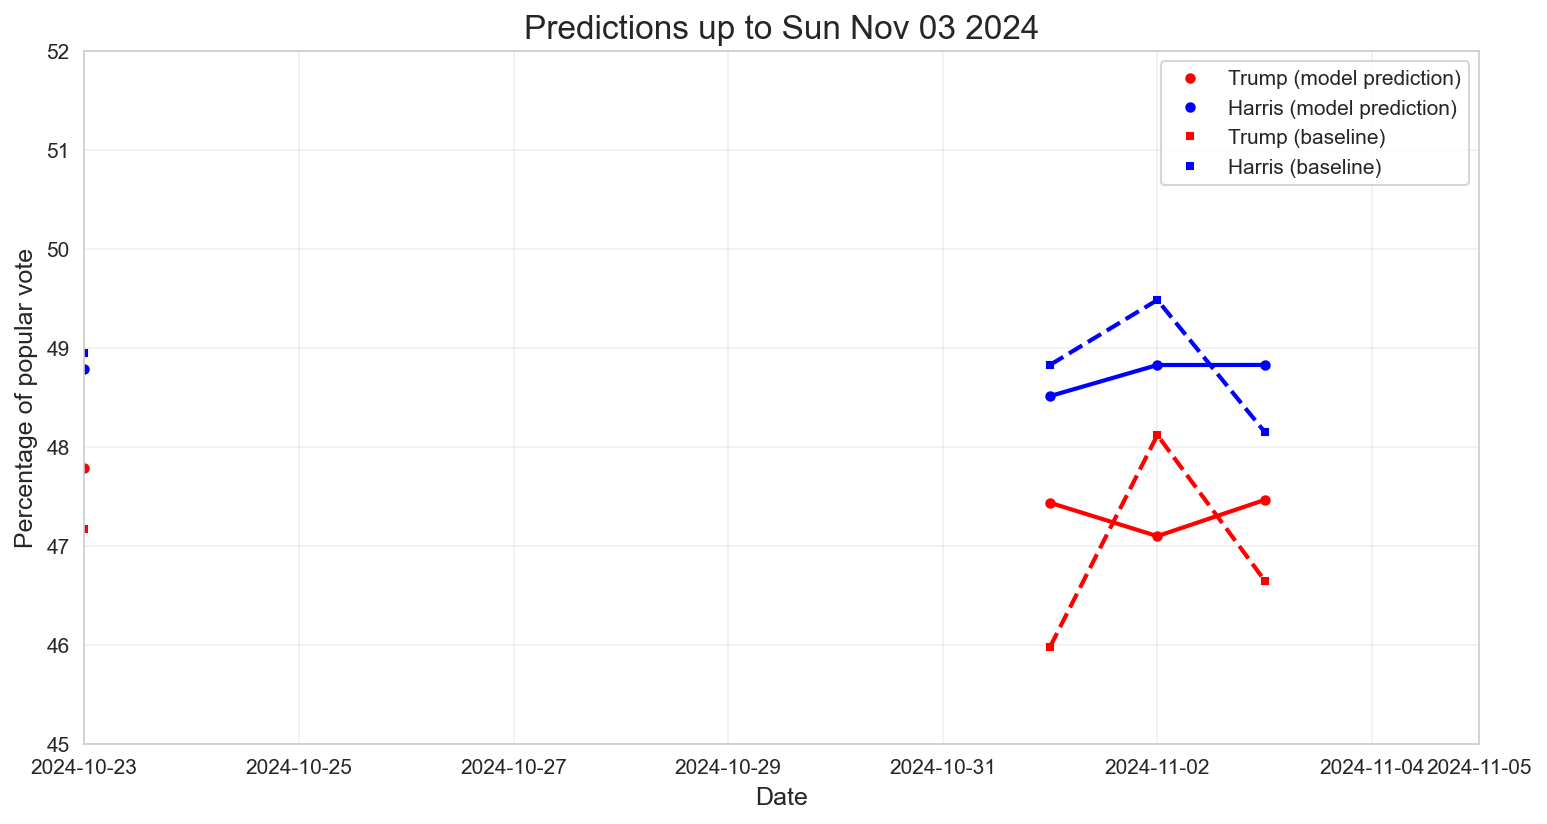 Predictions up to Sun Nov 03 2024
Trump (model prediction)
Harris (model prediction)
Trump (baseline)
Harris (baseline)
Percentage of popular vote
52
51
50
49
48
47
46
45
2024-10-23
2024-10-25
2024-10-27
2024-10-29
2024-10-31
2024-11-02
2024-11-04
2024-11-05
Date